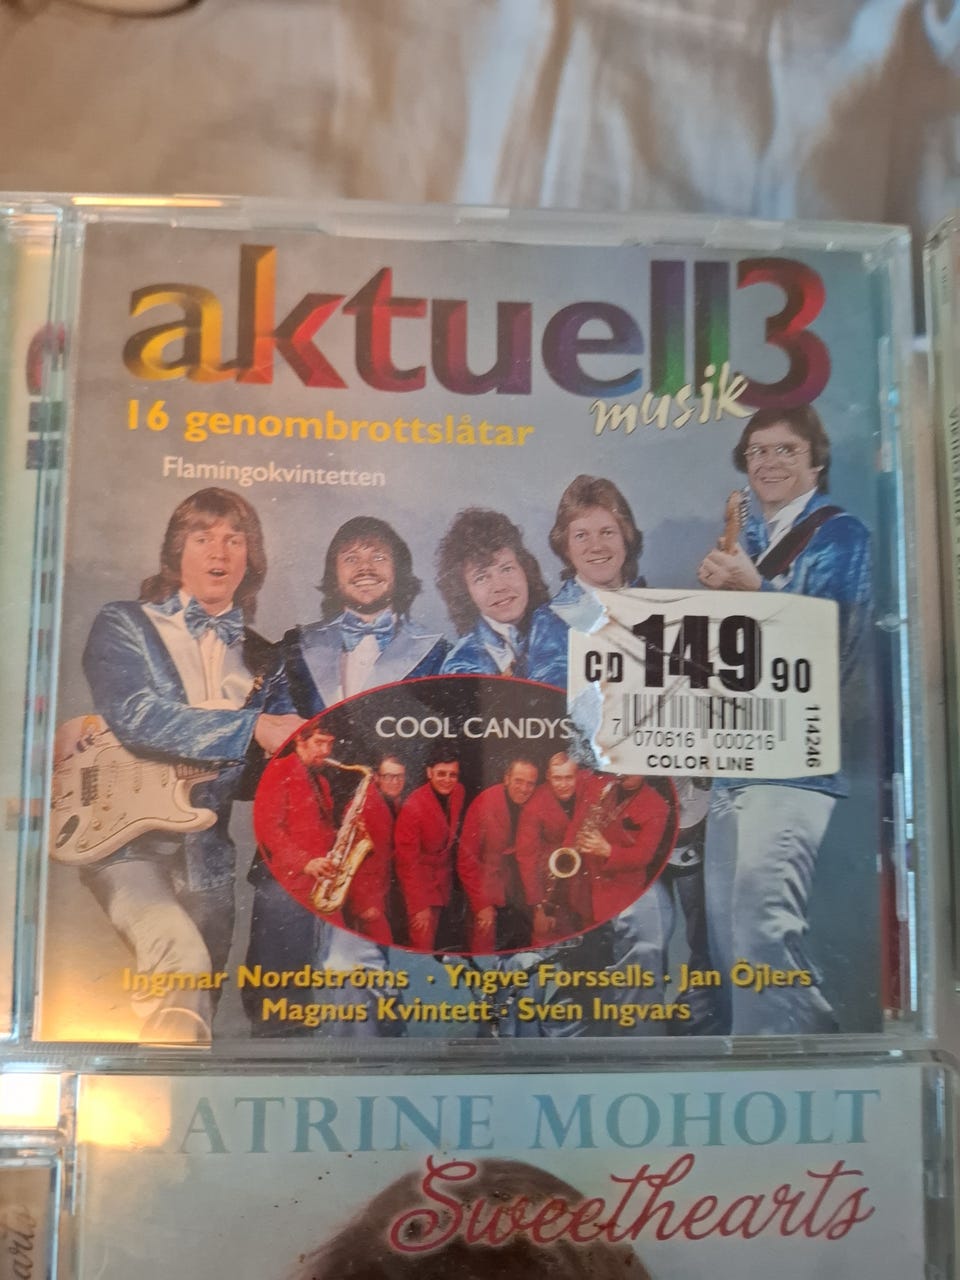 aktuell3
musik
16 genombrottslåtar
Flamingokvintetten
CD 149 90
7 070616 000216
114246
COLOR LINE
COOL CANDYS
Ingmar Nordströms · Yngve Forssells · Jan Öjlers
Magnus Kvintett · Sven Ingvars
ATRINE MOHOLT
Sweethearts
arts